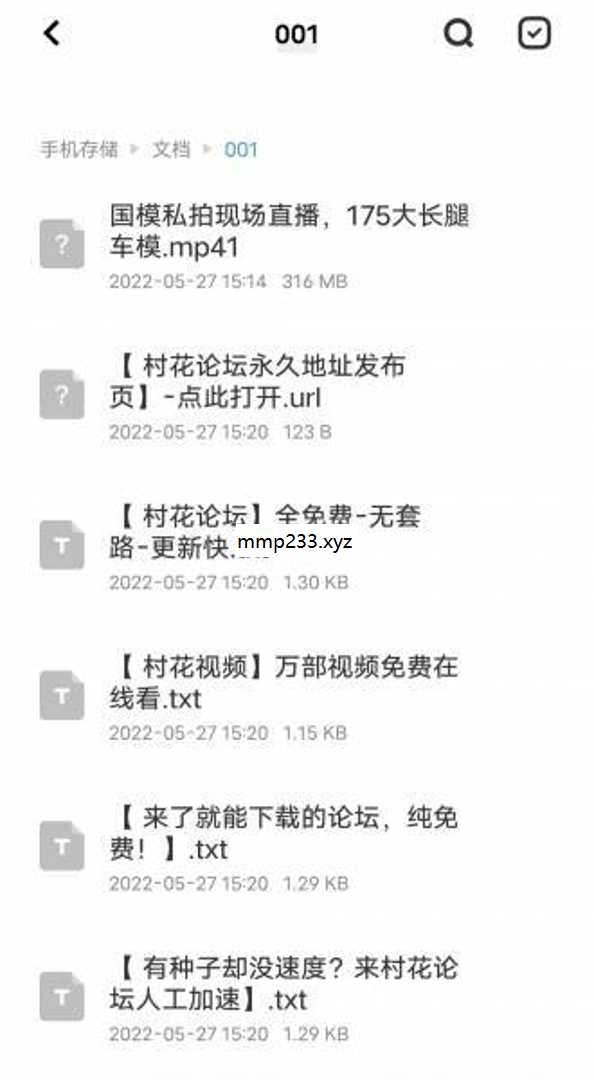 001
手机存储 文档 001
国模私拍现场直播，175大长腿
车模.mp41
2022-05-27 15:14 316 MB
【 村花论坛永久地址发布
页】-点此打开.url
2022-05-27 15:20 123 B
【 村花论坛】全免费-无套
路-更新快.
mmp233.xyz
2022-05-27 15:20 1.30 KB
【 村花视频】万部视频免费在
线看.txt
2022-05-27 15:20 1.15 KB
【 来了就能下载的论坛，纯免
费！】.txt
2022-05-27 15:20 1.29 KB
【 有种子却没速度？来村花论
坛人工加速】.txt
2022-05-27 15:20 1.29 KB